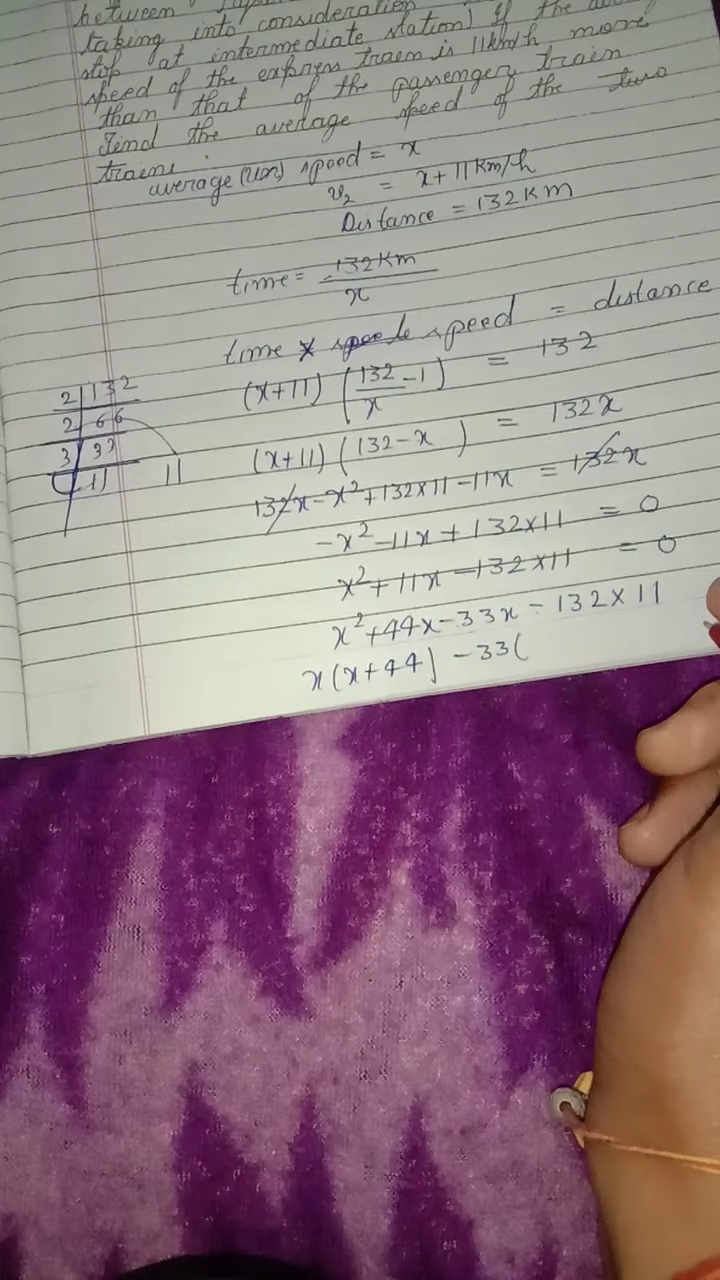 between
taking into consideration
stop at intermediate station) If the
speed of the express train is 11km/h more
than that of the passenger train
Find the average speed of the two
trains.
average (un) speed = x
v₂ = x+11 Km/h
Distance = 132 Km
time = 132 Km / x
time × speed = distance
(x+11) (132/x - 1) = 132
(x+11) (132-x) = 132x
132x - x² + 132×11 - 11x = 132x
-x² - 11x + 132×11 = 0
x² + 11x - 132×11 = 0
x² + 44x - 33x - 132×11
x(x+44) - 33(
2 | 132
2 | 66
3 | 33
11 11